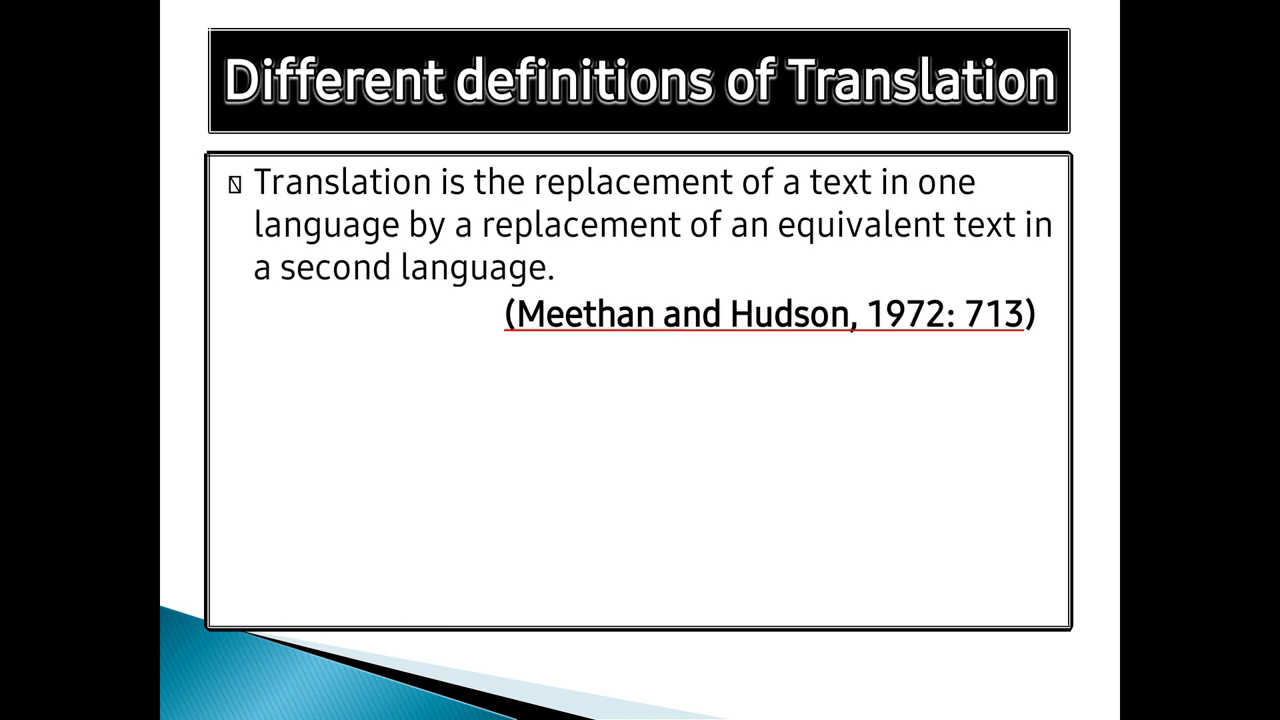 Different definitions of Translation
Translation is the replacement of a text in one
language by a replacement of an equivalent text in
a second language.
(Meethan and Hudson, 1972: 713)